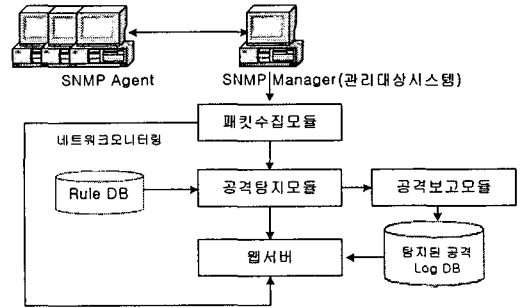 SNMP Agent
SNMP Manager(관리대상시스템)
패킷수집모듈
네트워크모니터링
Rule DB
공격탐지모듈
공격보고모듈
웹서버
탐지된 공격
Log DB